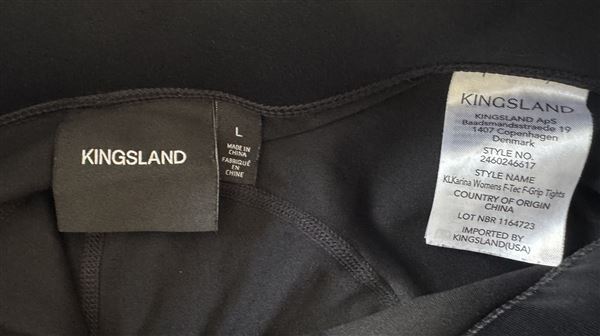 KINGSLAND
L
MADE IN
CHINA
FABRIQUÉ
EN
CHINE
KINGSLAND
KINGSLAND ApS
Baadsmandsstraede 19
1407 Copenhagen
Denmark
STYLE NO.
2460246617
STYLE NAME
KLKarina Womens F-Tec F-Grip Tights
COUNTRY OF ORIGIN
CHINA
LOT NBR 1164723
IMPORTED BY
KINGSLAND(USA)